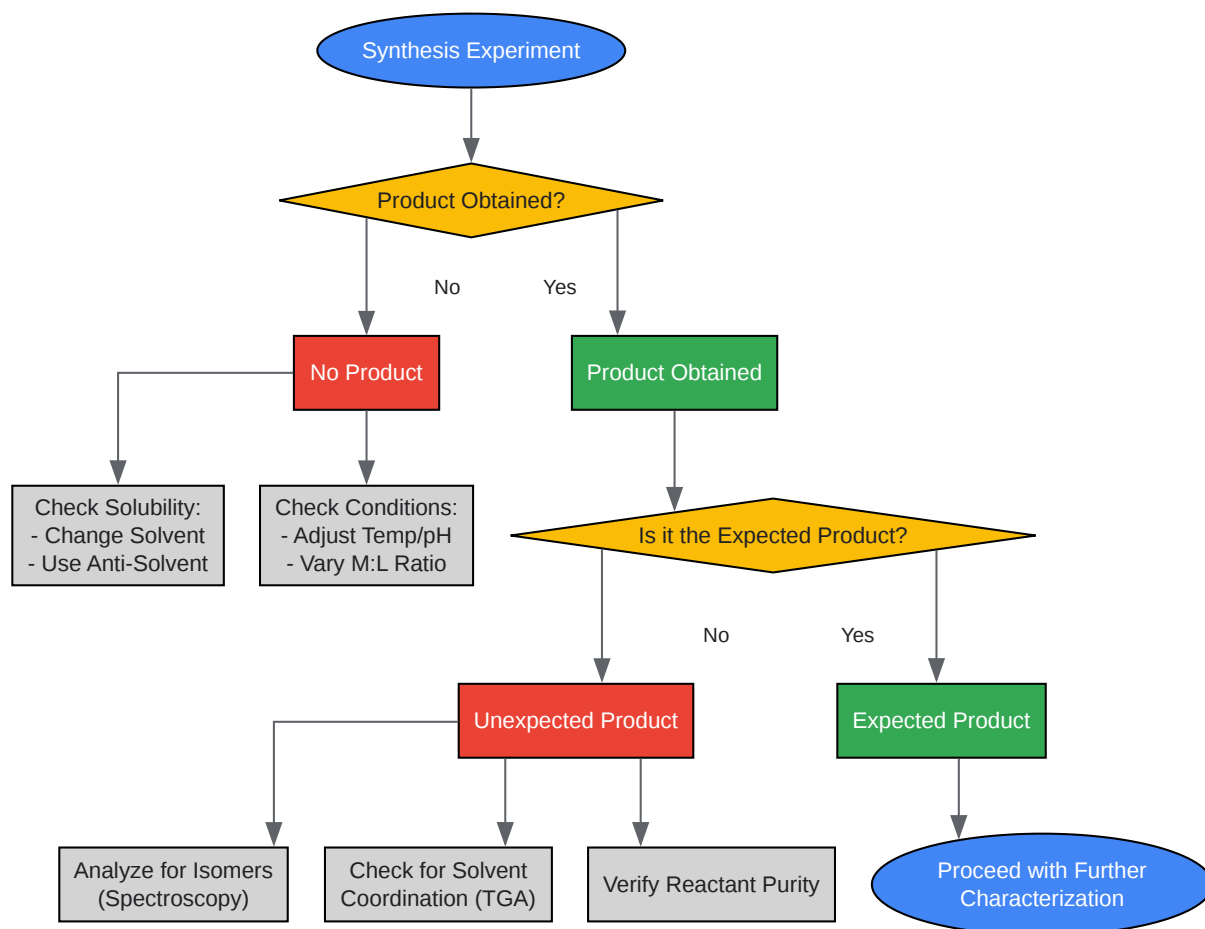 Synthesis Experiment
Product Obtained?
No
Yes
No Product
Product Obtained
Check Solubility:
- Change Solvent
- Use Anti-Solvent
Check Conditions:
- Adjust Temp/pH
- Vary M:L Ratio
Is it the Expected Product?
No
Yes
Unexpected Product
Expected Product
Analyze for Isomers
(Spectroscopy)
Check for Solvent
Coordination (TGA)
Verify Reactant Purity
Proceed with Further
Characterization